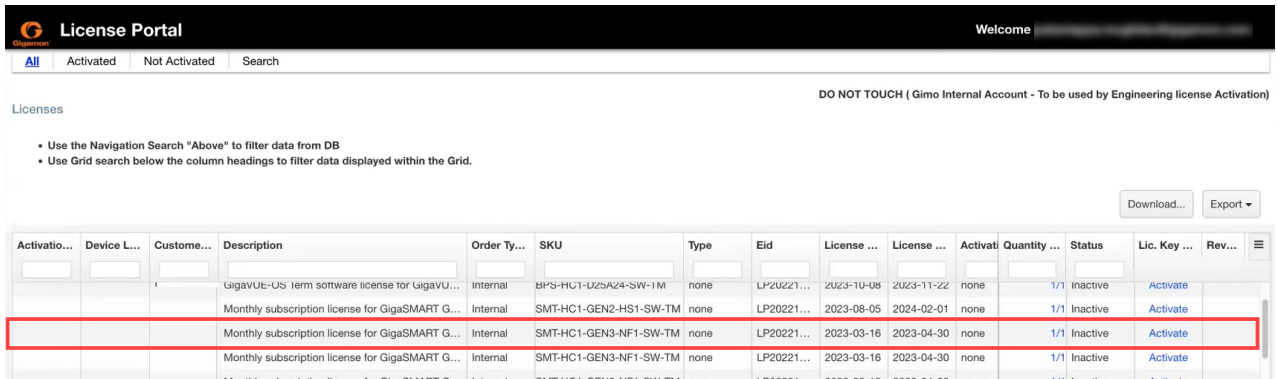 Gigamon
License Portal
Welcome
All Activated Not Activated Search
DO NOT TOUCH ( Gimo Internal Account - To be used by Engineering license Activation)
Licenses
• Use the Navigation Search "Above" to filter data from DB
• Use Grid search below the column headings to filter data displayed within the Grid.
Download... Export
Activatio... Device L... Custome... Description Order Ty... SKU Type Eid License ... License ... Activati Quantity ... Status Lic. Key ... Rev...
GigaVUE-OS Term software license for GigaVU... Internal BPS-HC1-D25A24-SW-TM none LP20221... 2023-10-08 2023-11-22 none 1/1 Inactive Activate
Monthly subscription license for GigaSMART G... Internal SMT-HC1-GEN2-HS1-SW-TM none LP20221... 2023-08-05 2024-02-01 none 1/1 Inactive Activate
Monthly subscription license for GigaSMART G... Internal SMT-HC1-GEN3-NF1-SW-TM none LP20221... 2023-03-16 2023-04-30 none 1/1 Inactive Activate
Monthly subscription license for GigaSMART G... Internal SMT-HC1-GEN3-NF1-SW-TM none LP20221... 2023-03-16 2023-04-30 none 1/1 Inactive Activate